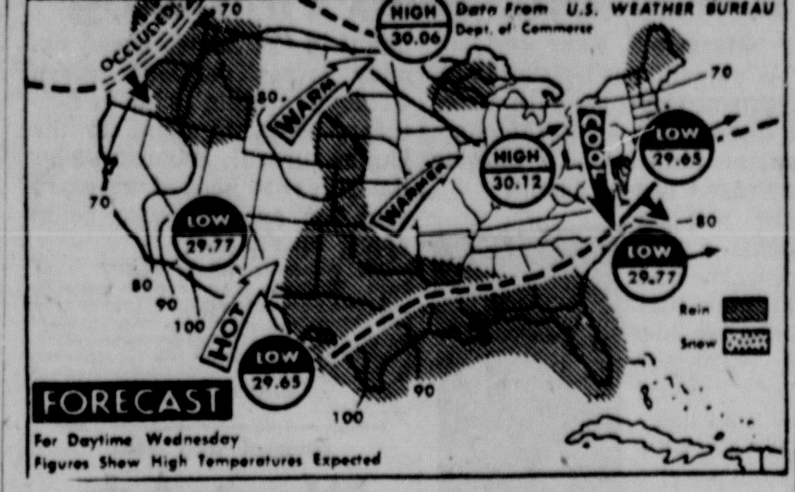 70
HIGH
30.06
Data From U.S. WEATHER BUREAU
Dept. of Commerce
OCCLUDED
70
80
WARM
COOL
LOW
29.65
HIGH
30.12
WARMER
70
LOW
29.77
80
LOW
29.77
80
90
100
HOT
Rain
Snow
LOW
29.65
90
100
FORECAST
For Daytime Wednesday
Figures Show High Temperatures Expected